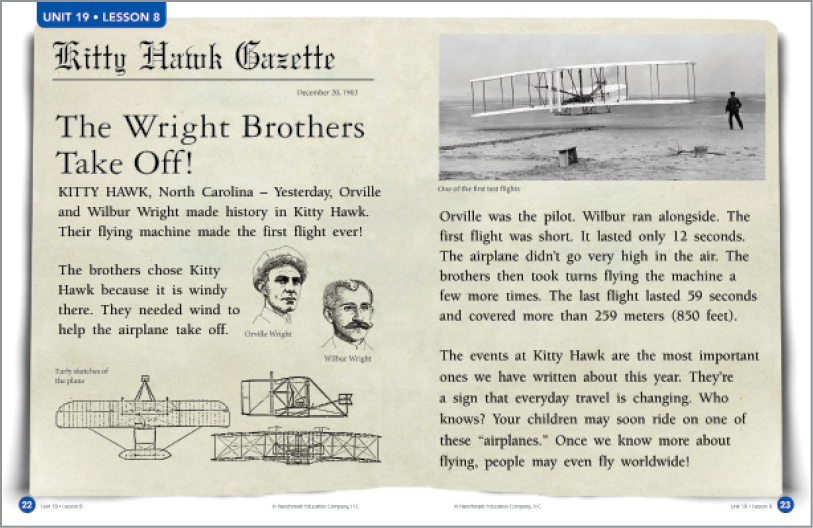 UNIT 19 • LESSON 8
Kitty Hawk Gazette
December 20, 1903
The Wright Brothers
Take Off!
KITTY HAWK, North Carolina – Yesterday, Orville
and Wilbur Wright made history in Kitty Hawk.
Their flying machine made the first flight ever!
The brothers chose Kitty
Hawk because it is windy
there. They needed wind to
help the airplane take off.
Orville Wright
Wilbur Wright
Early sketches of
the plane
22 Unit 19 • Lesson 8
© Benchmark Education Company, LLC
One of the first test flights
Orville was the pilot. Wilbur ran alongside. The
first flight was short. It lasted only 12 seconds.
The airplane didn't go very high in the air. The
brothers then took turns flying the machine a
few more times. The last flight lasted 59 seconds
and covered more than 259 meters (850 feet).
The events at Kitty Hawk are the most important
ones we have written about this year. They're
a sign that everyday travel is changing. Who
knows? Your children may soon ride on one of
these “airplanes.” Once we know more about
flying, people may even fly worldwide!
© Benchmark Education Company, LLC
Unit 19 • Lesson 8 23